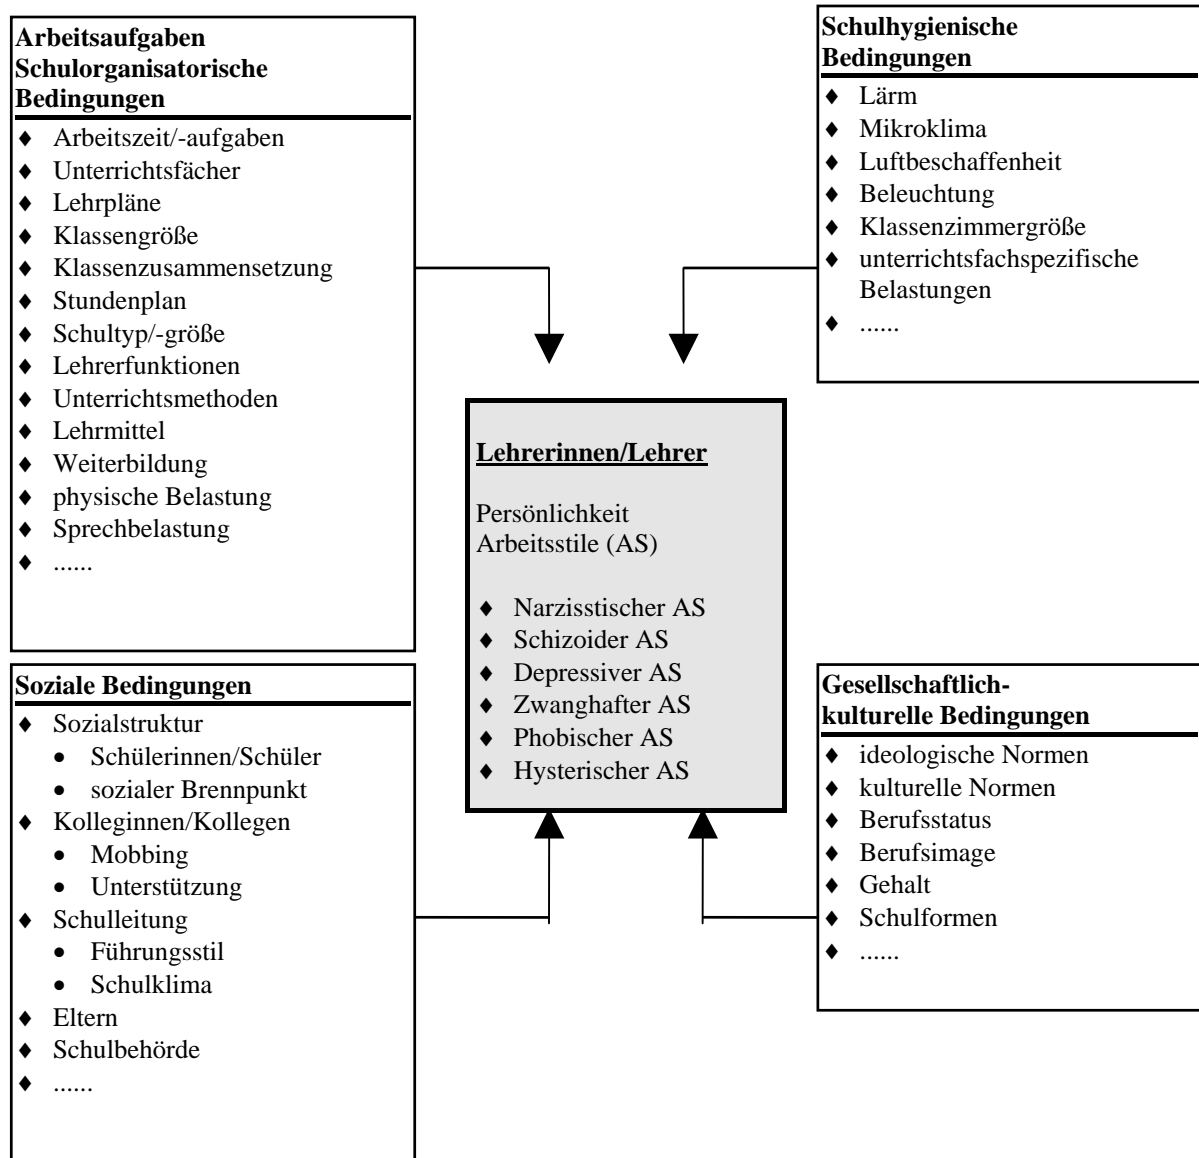 Arbeitsaufgaben
Schulorganisatorische
Bedingungen
♦ Arbeitszeit/-aufgaben
♦ Unterrichtsfächer
♦ Lehrpläne
♦ Klassengröße
♦ Klassenzusammensetzung
♦ Stundenplan
♦ Schultyp/-größe
♦ Lehrerfunktionen
♦ Unterrichtsmethoden
♦ Lehrmittel
♦ Weiterbildung
♦ physische Belastung
♦ Sprechbelastung
♦ ......
Schulhygienische
Bedingungen
♦ Lärm
♦ Mikroklima
♦ Luftbeschaffenheit
♦ Beleuchtung
♦ Klassenzimmergröße
♦ unterrichtsfachspezifische
Belastungen
♦ ......
Lehrerinnen/Lehrer
Persönlichkeit
Arbeitsstile (AS)
♦ Narzisstischer AS
♦ Schizoider AS
♦ Depressiver AS
♦ Zwanghafter AS
♦ Phobischer AS
♦ Hysterischer AS
Soziale Bedingungen
♦ Sozialstruktur
• Schülerinnen/Schüler
• sozialer Brennpunkt
♦ Kolleginnen/Kollegen
• Mobbing
• Unterstützung
♦ Schulleitung
• Führungsstil
• Schulklima
♦ Eltern
♦ Schulbehörde
♦ ......
Gesellschaftlich-
kulturelle Bedingungen
♦ ideologische Normen
♦ kulturelle Normen
♦ Berufsstatus
♦ Berufsimage
♦ Gehalt
♦ Schulformen
♦ ......